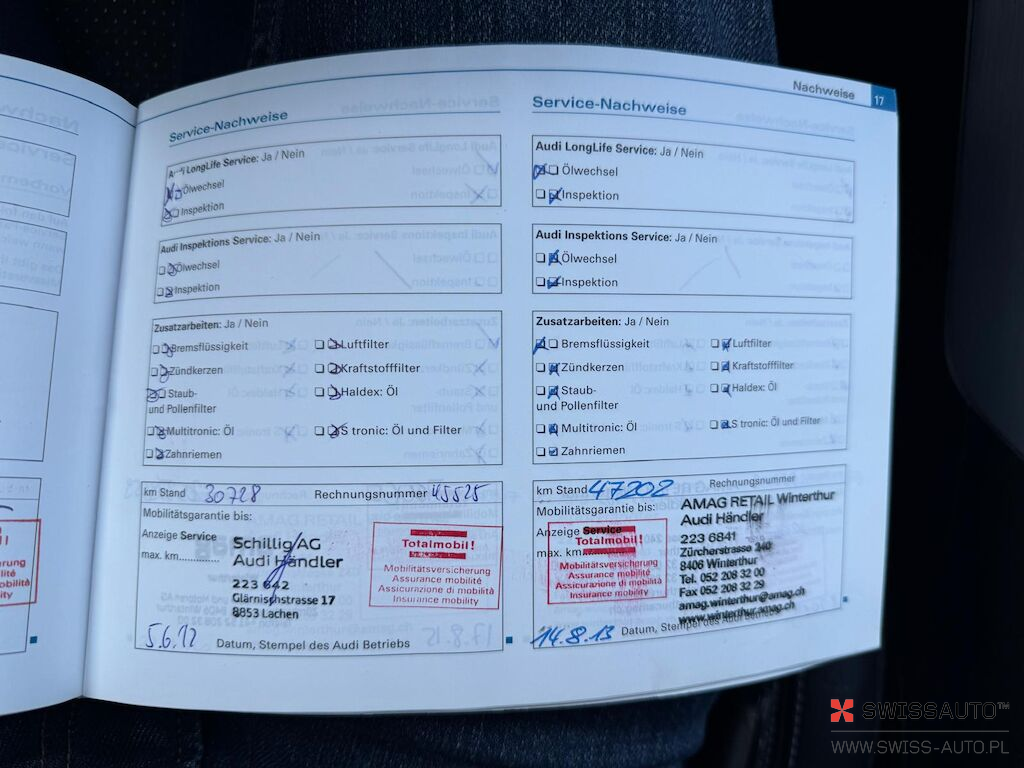 Nachweise
17
Service-Nachweise
Audi LongLife Service: Ja / Nein
Ölwechsel
Inspektion
Audi Inspektions Service: Ja / Nein
Ölwechsel
Inspektion
Zusatzarbeiten: Ja / Nein
Bremsflüssigkeit
Luftfilter
Zündkerzen
Kraftstofffilter
Staub-
und Pollenfilter
Haldex: Öl
Multitronic: Öl
S tronic: Öl und Filter
Zahnriemen
km Stand 30728 Rechnungsnummer 45525
Mobilitätsgarantie bis:
Anzeige Service
max. km
Schillig AG
Audi Händler
223 642
Glärnischstrasse 17
8853 Lachen
Totalmobil!
Mobilitätsversicherung
Assurance mobilité
Assicurazione di mobilità
Insurance mobility
5.6.12 Datum, Stempel des Audi Betriebs
Service-Nachweise
Audi LongLife Service: Ja / Nein
Ölwechsel
Inspektion
Audi Inspektions Service: Ja / Nein
Ölwechsel
Inspektion
Zusatzarbeiten: Ja / Nein
Bremsflüssigkeit
Luftfilter
Zündkerzen
Kraftstofffilter
Staub-
und Pollenfilter
Haldex: Öl
Multitronic: Öl
S tronic: Öl und Filter
Zahnriemen
km Stand 47202 Rechnungsnummer
Mobilitätsgarantie bis:
Anzeige Service
max. km
Totalmobil!
Mobilitätsversicherung
Assurance mobilité
Assicurazione di mobilità
Insurance mobility
AMAG RETAIL Winterthur
Audi Händler
223 6841
Zürcherstrasse 240
8406 Winterthur
Tel. 052 208 32 00
Fax 052 208 32 29
amag.winterthur@amag.ch
www.winterthur.amag.ch
14.8.13 Datum, Stempel des Audi Betriebs
SWISSAUTO™
WWW.SWISS-AUTO.PL